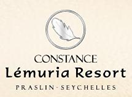 CONSTANCE
Lémuria Resort
PRASLIN-SEYCHELLES